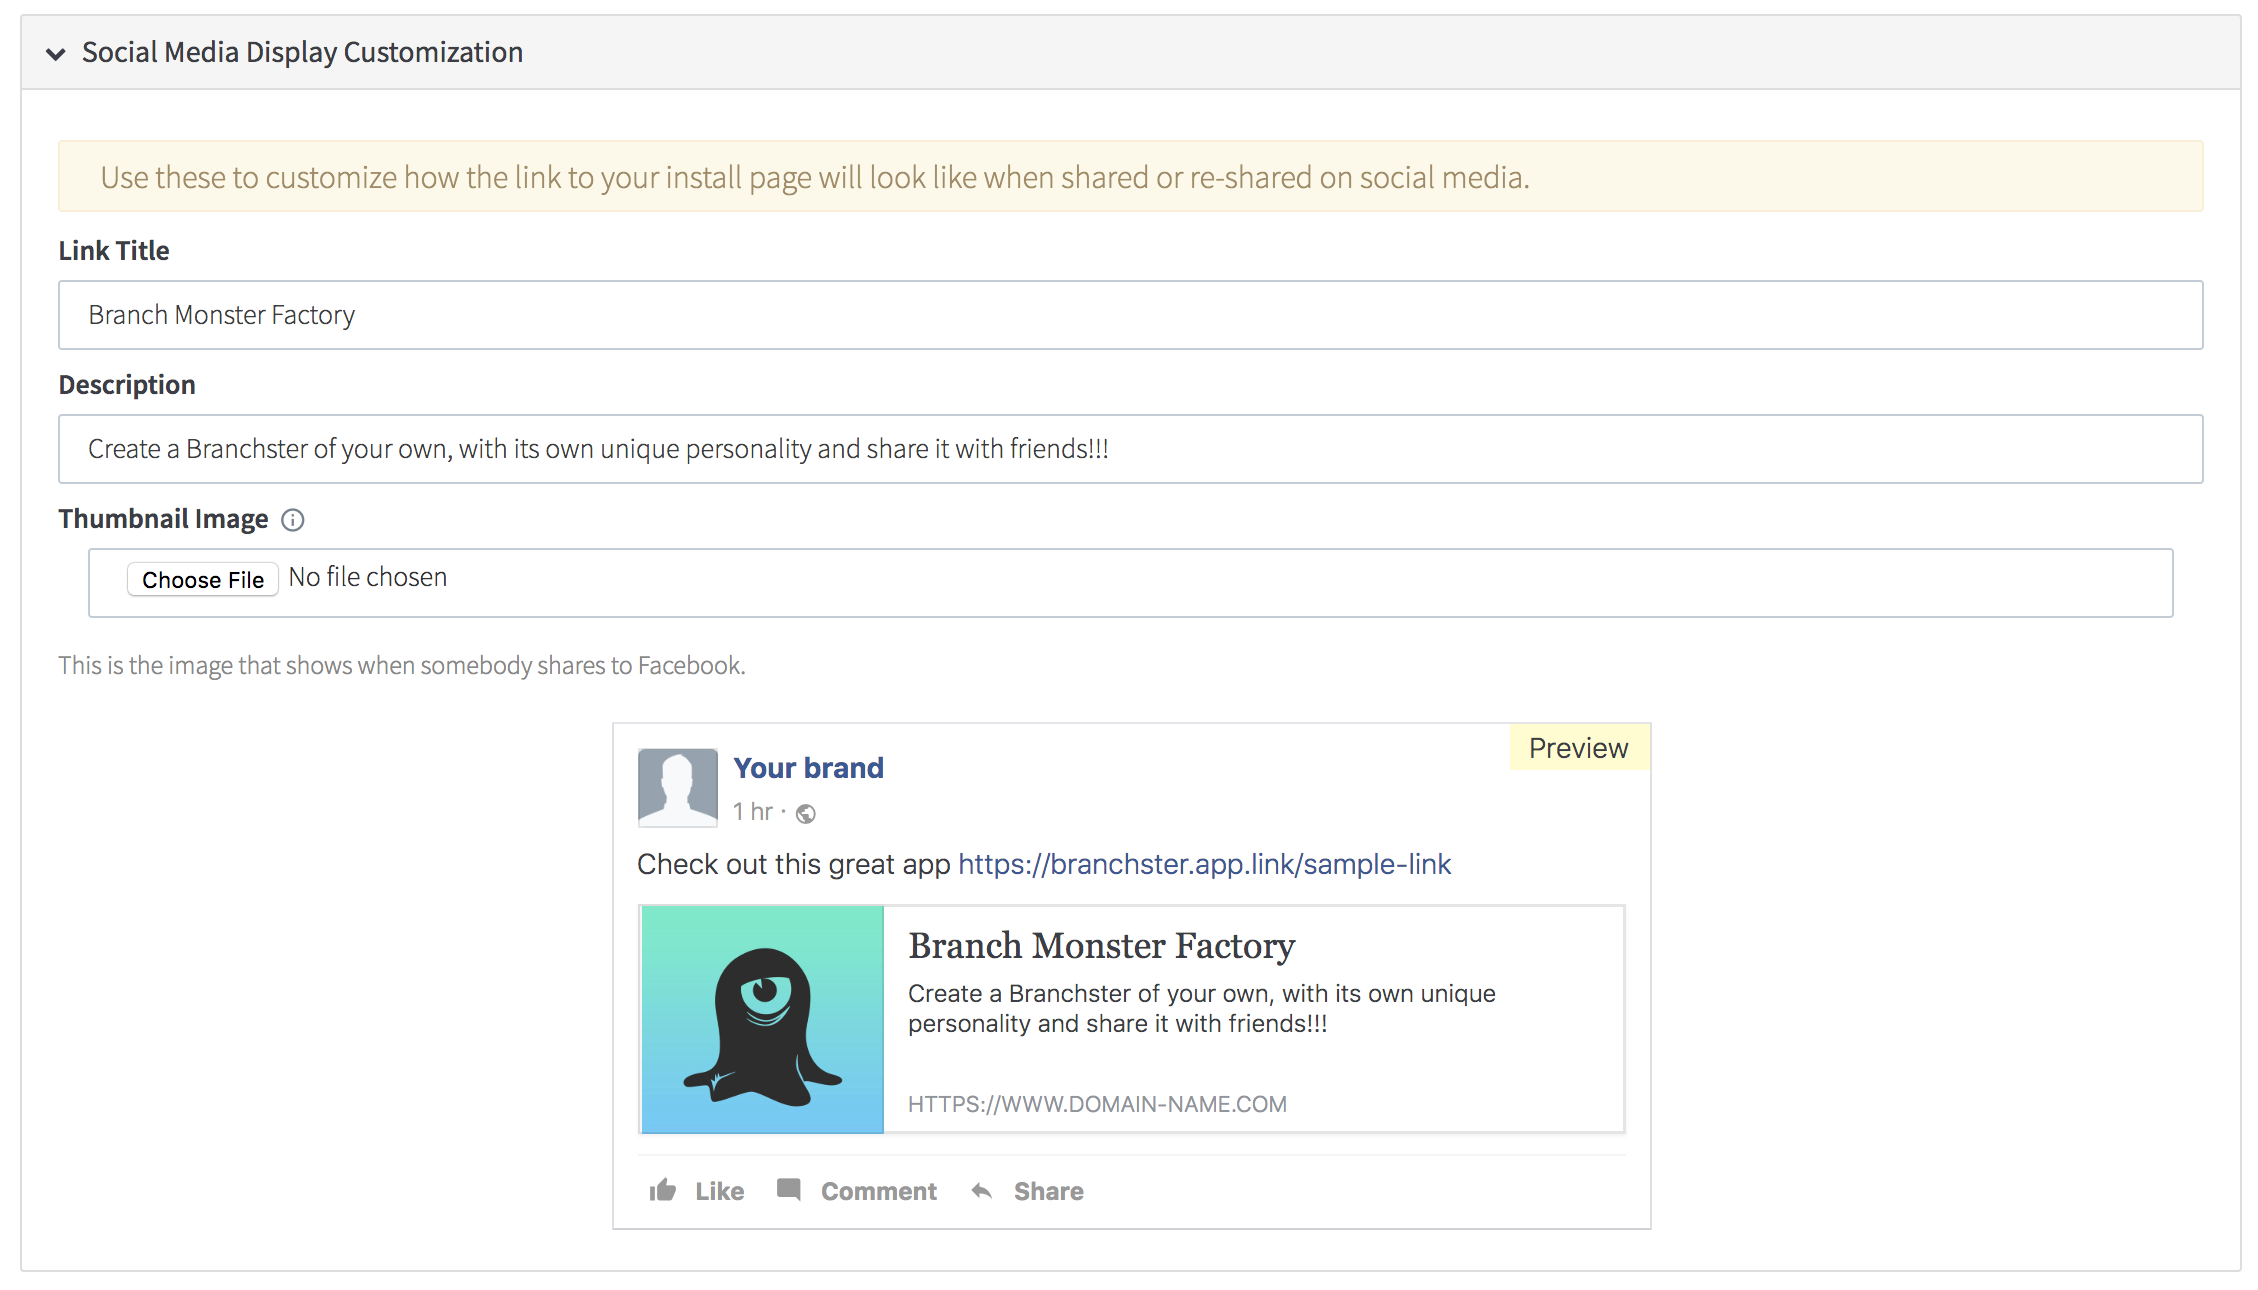 Social Media Display Customization
Use these to customize how the link to your install page will look like when shared or re-shared on social media.
Link Title
Branch Monster Factory
Description
Create a Branchster of your own, with its own unique personality and share it with friends!!!
Thumbnail Image
Choose File No file chosen
This is the image that shows when somebody shares to Facebook.
Preview
Your brand
1 hr ·
Check out this great app https://branchster.app.link/sample-link
Branch Monster Factory
Create a Branchster of your own, with its own unique
personality and share it with friends!!!
HTTPS://WWW.DOMAIN-NAME.COM
Like Comment Share